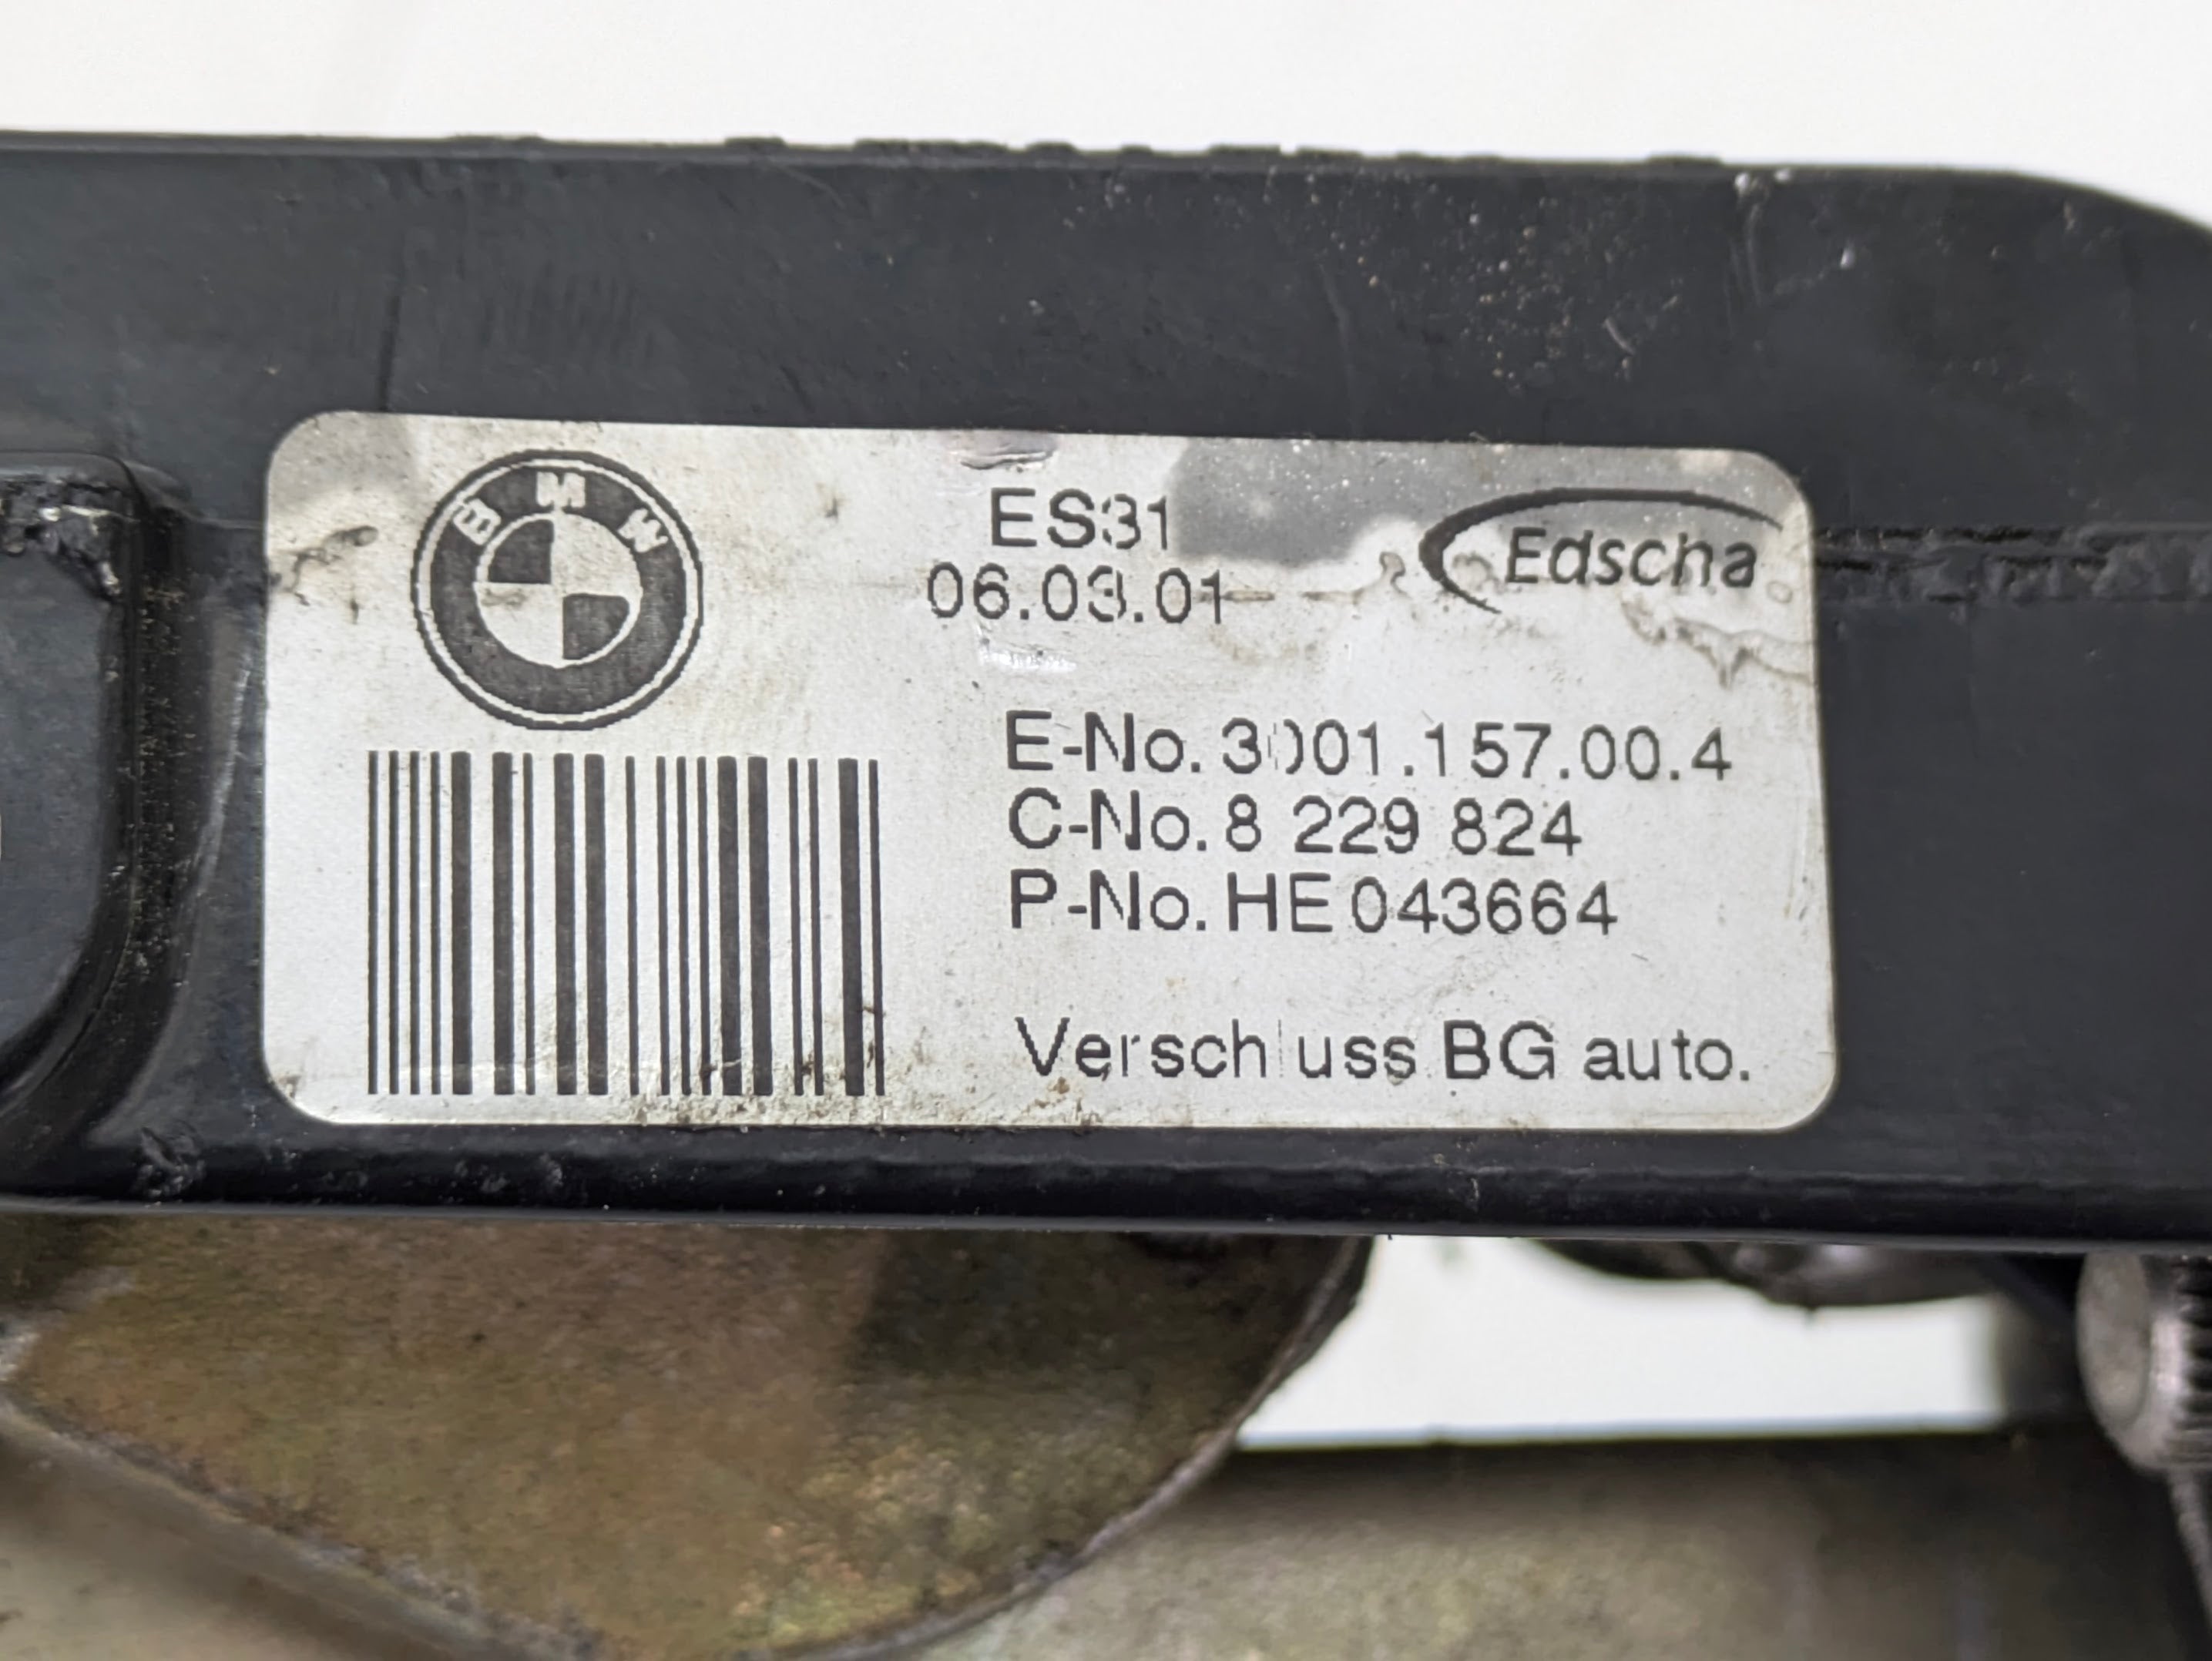 BMW
ES31
06.03.01
Edscha
E-No. 3001.157.00.4
C-No. 8 229 824
P-No. HE 043664
Verschluss BG auto.